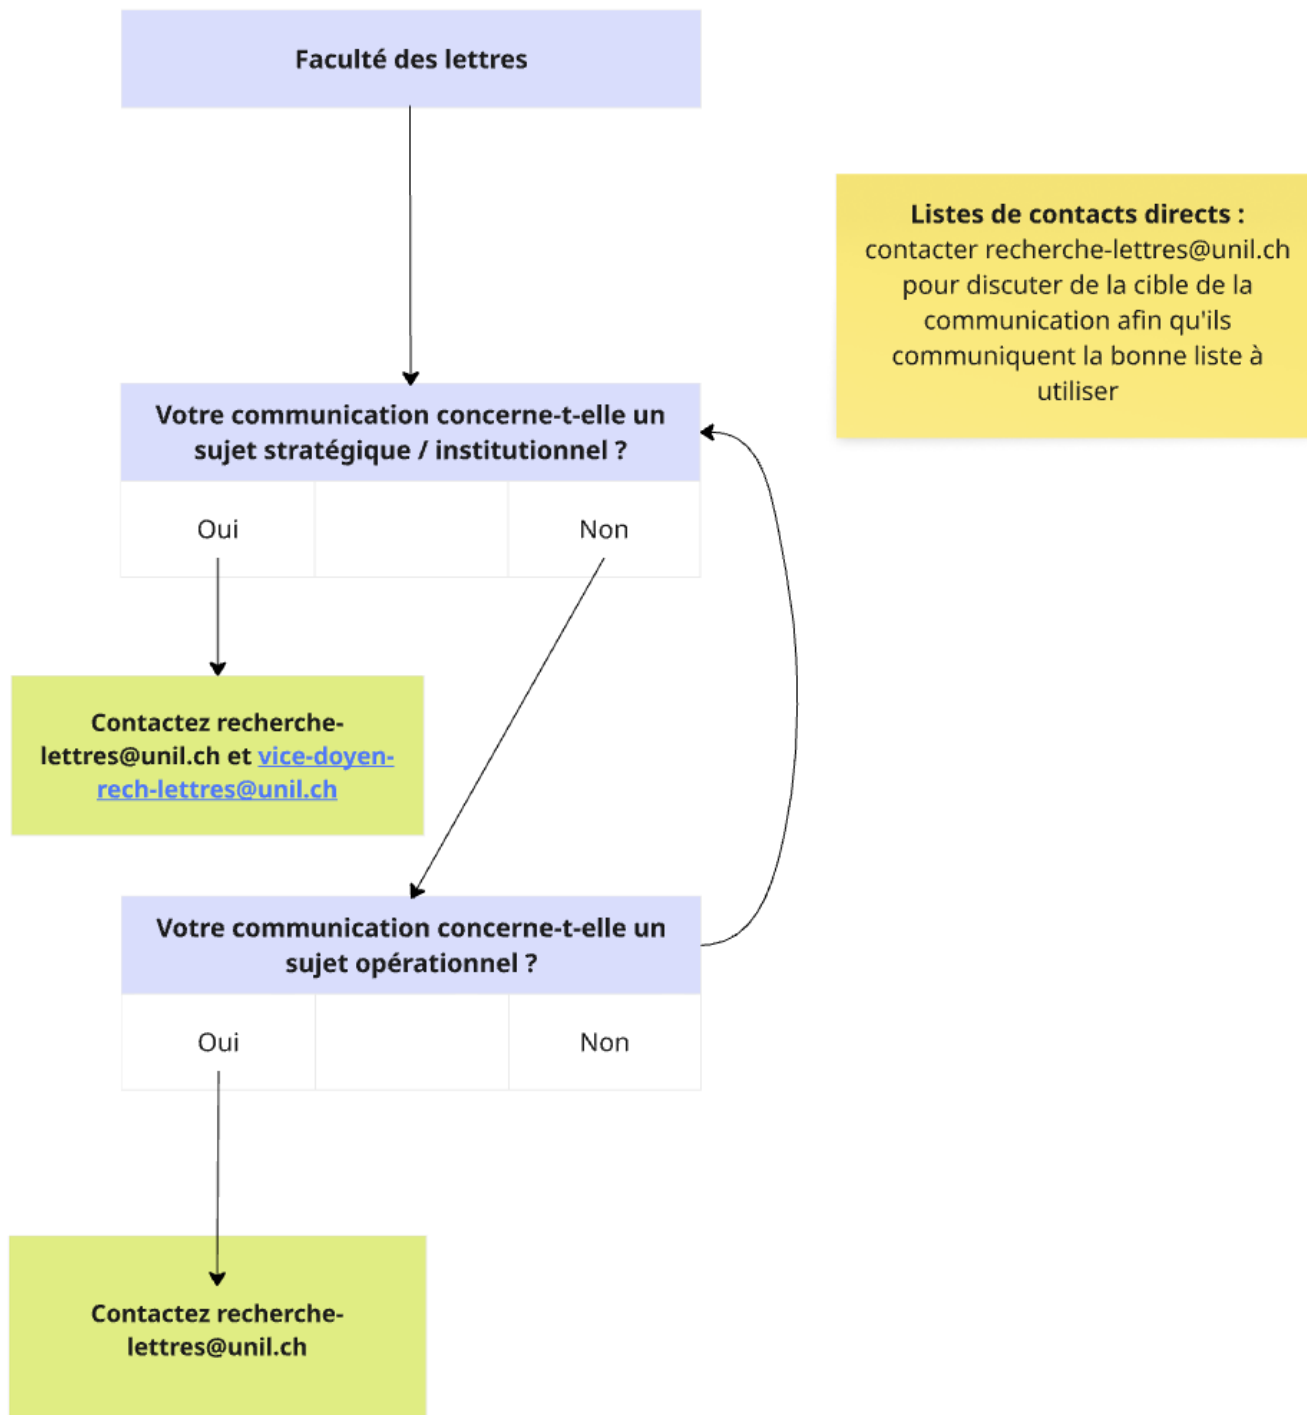 Faculté des lettres
Listes de contacts directs :
contacter recherche-lettres@unil.ch
pour discuter de la cible de la
communication afin qu'ils
communiquent la bonne liste à
utiliser
Votre communication concerne-t-elle un
sujet stratégique / institutionnel ?
Oui
Non
Contactez recherche-
lettres@unil.ch et vice-doyen-
rech-lettres@unil.ch
Votre communication concerne-t-elle un
sujet opérationnel ?
Oui
Non
Contactez recherche-
lettres@unil.ch